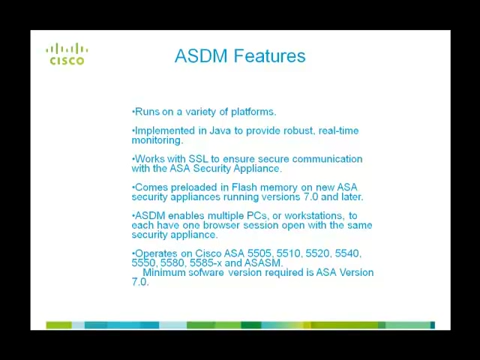 CISCO
ASDM Features
•Runs on a variety of platforms.
•Implemented in Java to provide robust, real-time
monitoring.
•Works with SSL to ensure secure communication
with the ASA Security Appliance.
•Comes preloaded in Flash memory on new ASA
security appliances running versions 7.0 and later.
•ASDM enables multiple PCs, or workstations, to
each have one browser session open with the same
security appliance.
•Operates on Cisco ASA 5505, 5510, 5520, 5540,
5550, 5580, 5585-x and ASASM.
Minimum sofware version required is ASA Version
7.0.